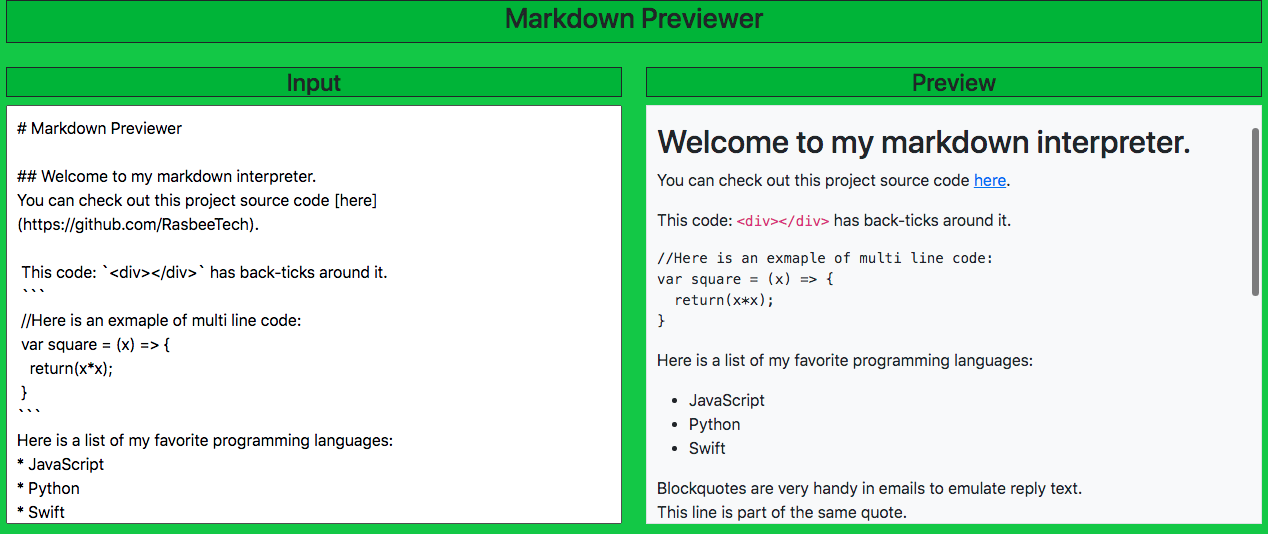 Markdown Previewer
Input
# Markdown Previewer
## Welcome to my markdown interpreter.
You can check out this project source code [here]
(https://github.com/RasbeeTech).
This code: `<div></div>` has back-ticks around it.
```
//Here is an exmaple of multi line code:
var square = (x) => {
  return(x*x);
}
```
Here is a list of my favorite programming languages:
* JavaScript
* Python
* Swift
Preview
Welcome to my markdown interpreter.
You can check out this project source code here.
This code: <div></div> has back-ticks around it.
//Here is an exmaple of multi line code:
var square = (x) => {
  return(x*x);
}
Here is a list of my favorite programming languages:
• JavaScript
• Python
• Swift
Blockquotes are very handy in emails to emulate reply text.
This line is part of the same quote.